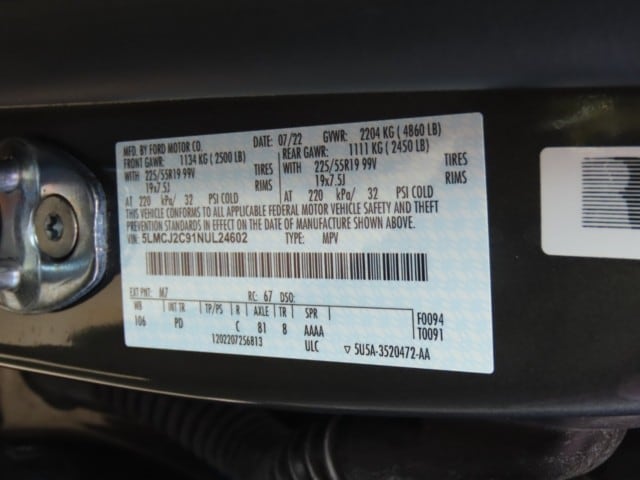 MFD. BY FORD MOTOR CO. DATE: 07/22 GVWR: 2204 KG ( 4860 LB)
FRONT GAWR: 1134 KG ( 2500 LB) REAR GAWR: 1111 KG ( 2450 LB)
WITH 225/55R19 99V TIRES WITH 225/55R19 99V TIRES
19x7.5J RIMS 19x7.5J RIMS
AT 220 kPa/ 32 PSI COLD AT 220 kPa/ 32 PSI COLD
THIS VEHICLE CONFORMS TO ALL APPLICABLE FEDERAL MOTOR VEHICLE SAFETY AND THEFT
PREVENTION STANDARDS IN EFFECT ON THE DATE OF MANUFACTURE SHOWN ABOVE.
VIN: 5LMCJ2C91NUL24602 TYPE: MPV
EXT PNT: M7 RC: 67 DSO:
WB INT TR TP/PS R AXLE TR SPR F0094
106 PD C 81 8 AAAA T0091
1202207256813 ULC ▽ 5U5A-3520472-AA